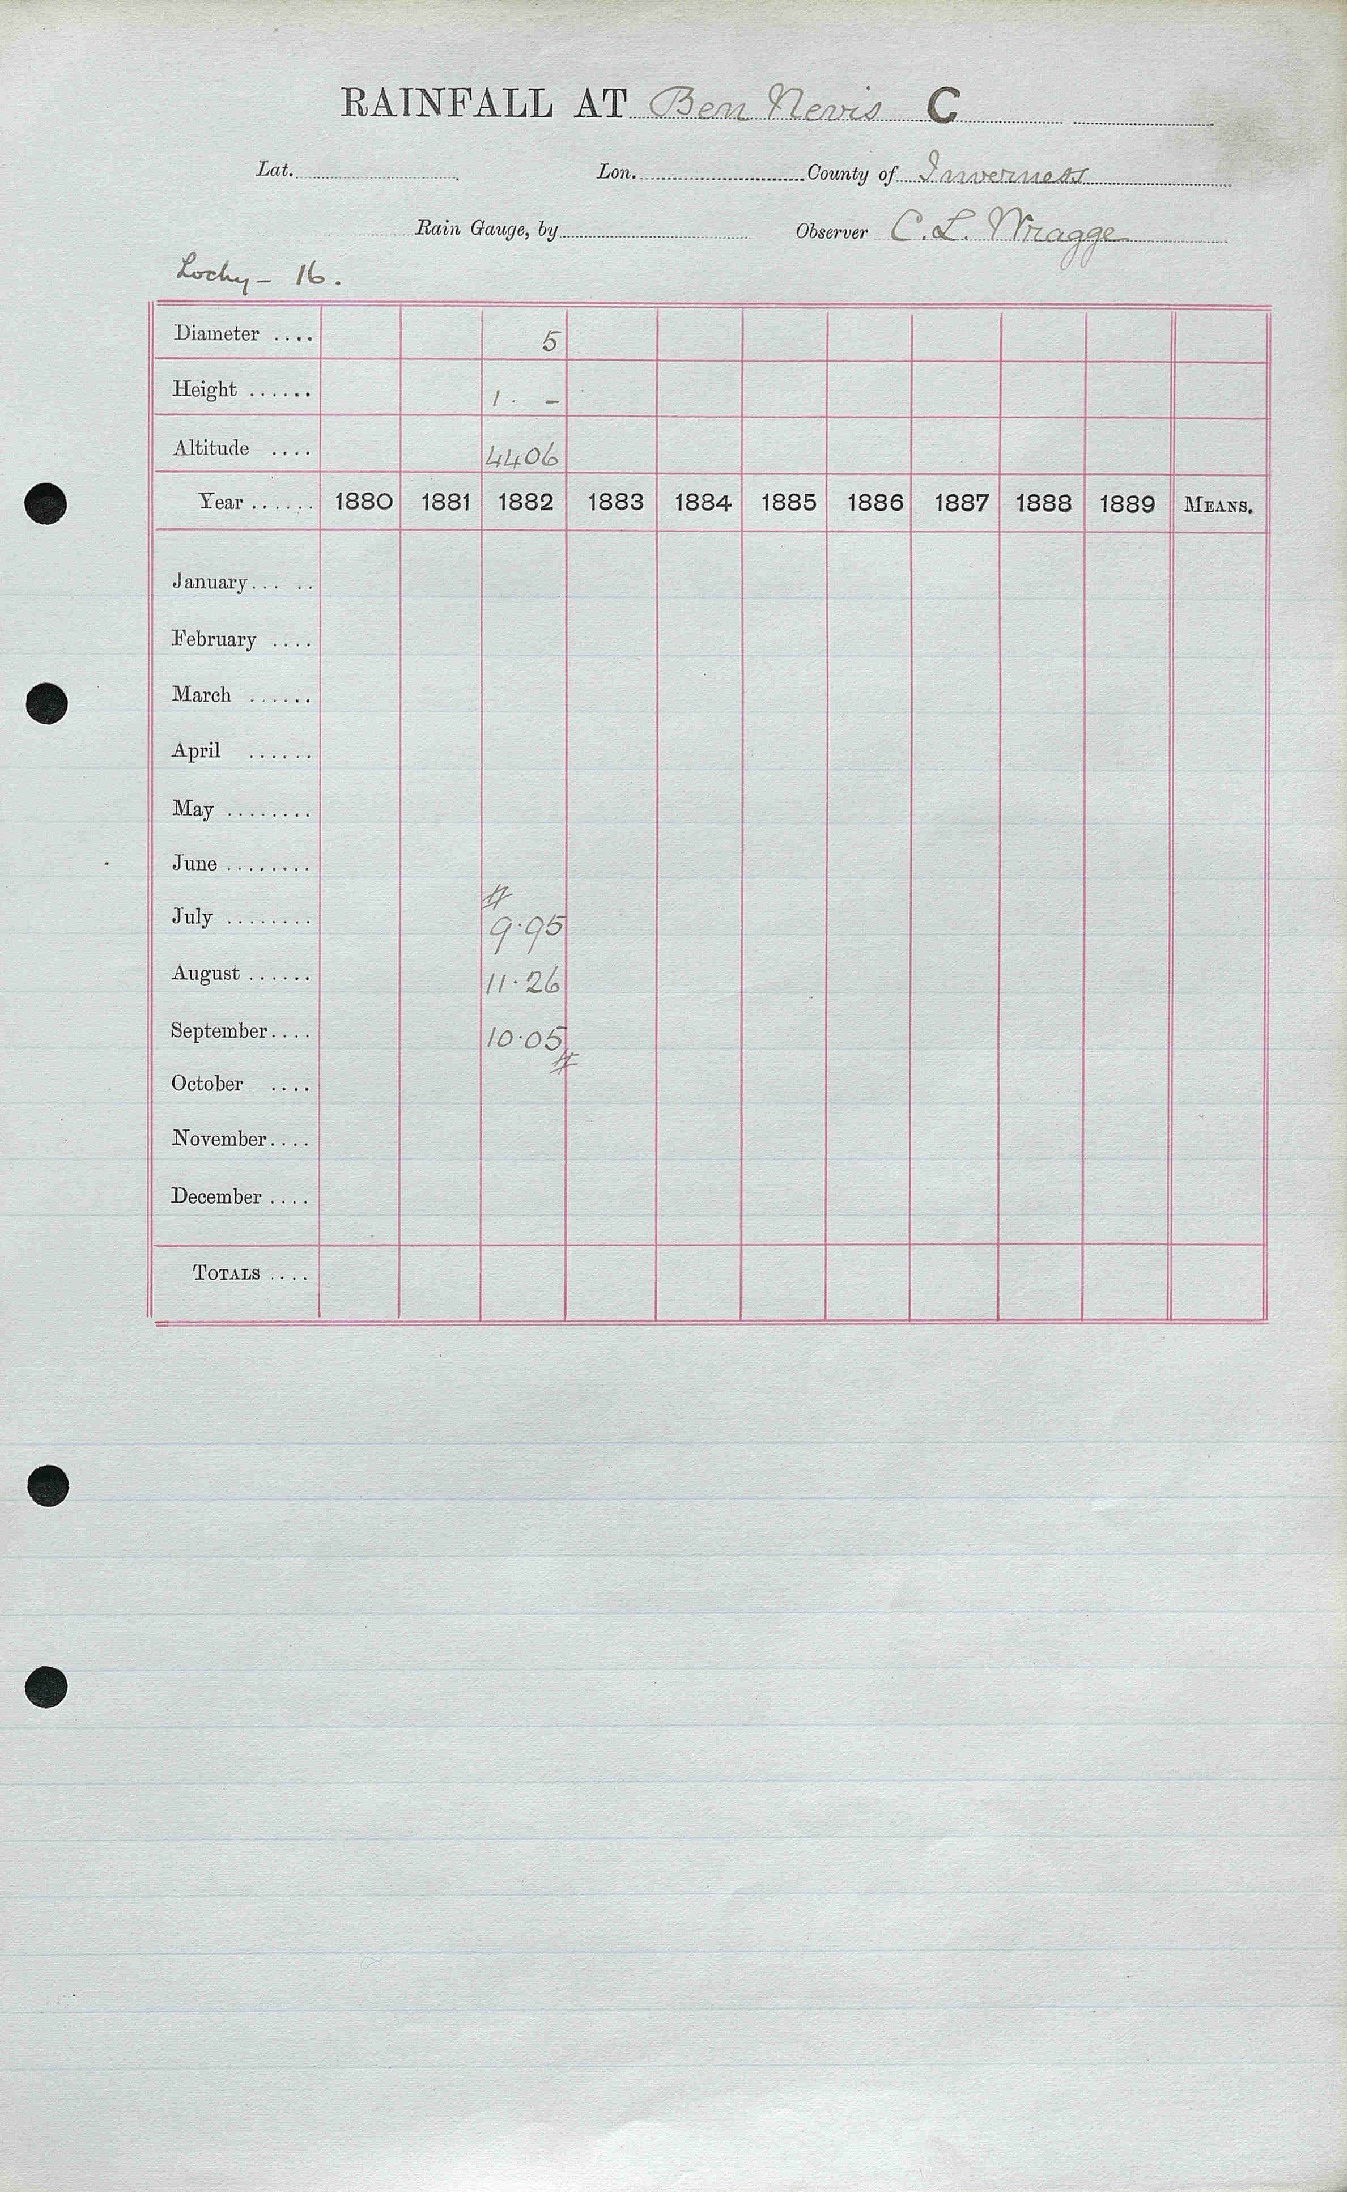 RAINFALL AT Ben Nevis C
Lat. Lon. County of Inverness
Rain Gauge, by Observer C. L. Wragge
Lochy - 16.
Diameter .... 5
Height ...... 1 . -
Altitude .... 4406
Year ...... 1880 1881 1882 1883 1884 1885 1886 1887 1888 1889 MEANS.
January... ..
February ....
March ......
April ......
May ........
June ........
#
July ........ 9.95
August ...... 11.26
September.... 10.05
#
October ....
November....
December ....
TOTALS ....